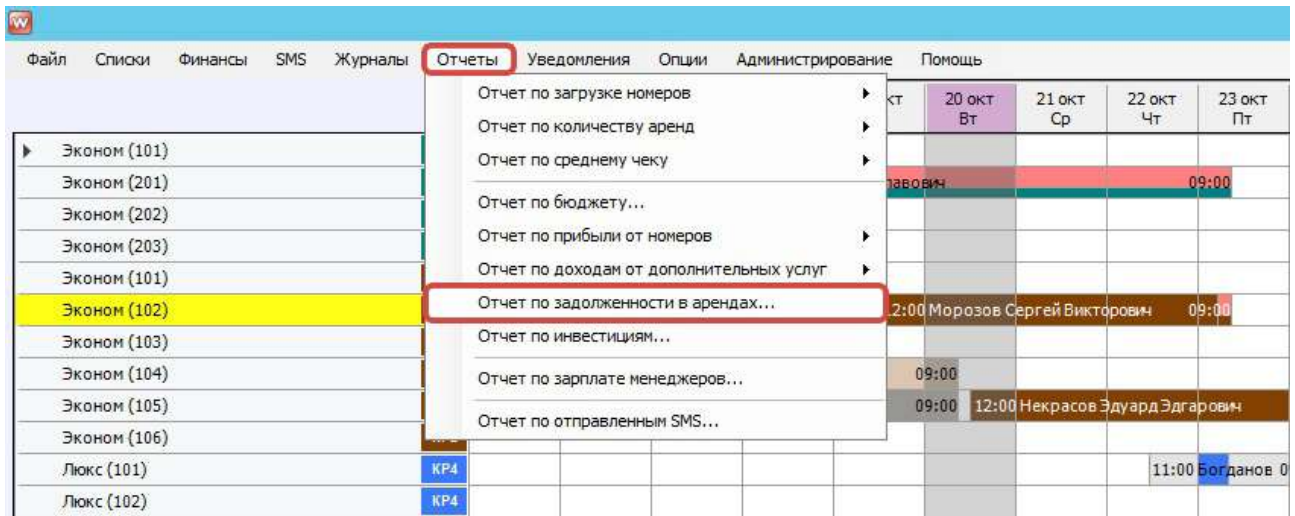 Файл Списки Финансы SMS Журналы Отчеты Уведомления Опции Администрирование Помощь
20 окт 21 окт 22 окт 23 окт
Вт Ср Чт Пт
Отчет по загрузке номеров
Отчет по количеству аренд
Отчет по среднему чеку
Отчет по бюджету...
Отчет по прибыли от номеров
Отчет по доходам от дополнительных услуг
Отчет по задолженности в арендах...
Отчет по инвестициям...
Отчет по зарплате менеджеров...
Отчет по отправленным SMS...
Эконом (101)
Эконом (201) 09:00
Эконом (202)
Эконом (203)
Эконом (101)
Эконом (102) 12:00 Морозов Сергей Викторович 09:00
Эконом (103)
Эконом (104) 09:00
Эконом (105) 09:00 12:00 Некрасов Эдуард Эдгарович
Эконом (106)
Люкс (101) КР4 11:00 Богданов
Люкс (102) КР4